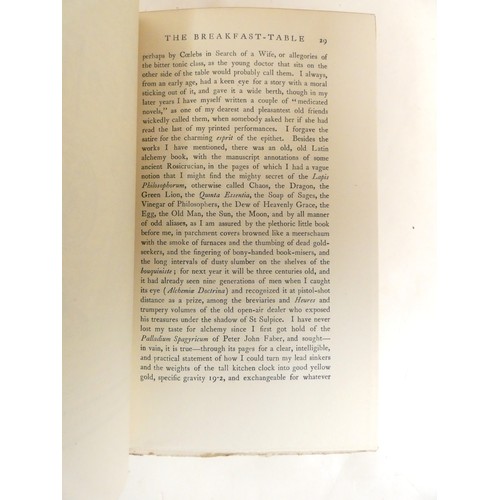 THE BREAKFAST-TABLE 29
perhaps by Cœlebs in Search of a Wife, or allegories of
the bitter tonic class, as the young doctor that sits on the
other side of the table would probably call them. I always,
from an early age, had a keen eye for a story with a moral
sticking out of it, and gave it a wide berth, though in my
later years I have myself written a couple of "medicated
novels," as one of my dearest and pleasantest old friends
wickedly called them, when somebody asked her if she had
read the last of my printed performances. I forgave the
satire for the charming esprit of the epithet. Besides the
works I have mentioned, there was an old, old Latin
alchemy book, with the manuscript annotations of some
ancient Rosicrucian, in the pages of which I had a vague
notion that I might find the mighty secret of the Lapis
Philosophorum, otherwise called Chaos, the Dragon, the
Green Lion, the Quinta Essentia, the Soap of Sages, the
Vinegar of Philosophers, the Dew of Heavenly Grace, the
Egg, the Old Man, the Sun, the Moon, and by all manner
of odd aliases, as I am assured by the plethoric little book
before me, in parchment covers browned like a meerschaum
with the smoke of furnaces and the thumbing of dead gold-
seekers, and the fingering of bony-handed book-misers, and
the long intervals of dusty slumber on the shelves of the
bouquiniste; for next year it will be three centuries old, and
it had already seen nine generations of men when I caught
its eye (Alchemiæ Doctrina) and recognized it at pistol-shot
distance as a prize, among the breviaries and Heures and
trumpery volumes of the old open-air dealer who exposed
his treasures under the shadow of St Sulpice. I have never
lost my taste for alchemy since I first got hold of the
Palladium Spagyricum of Peter John Faber, and sought—
in vain, it is true—through its pages for a clear, intelligible,
and practical statement of how I could turn my lead sinkers
and the weights of the tall kitchen clock into good yellow
gold, specific gravity 19·2, and exchangeable for whatever